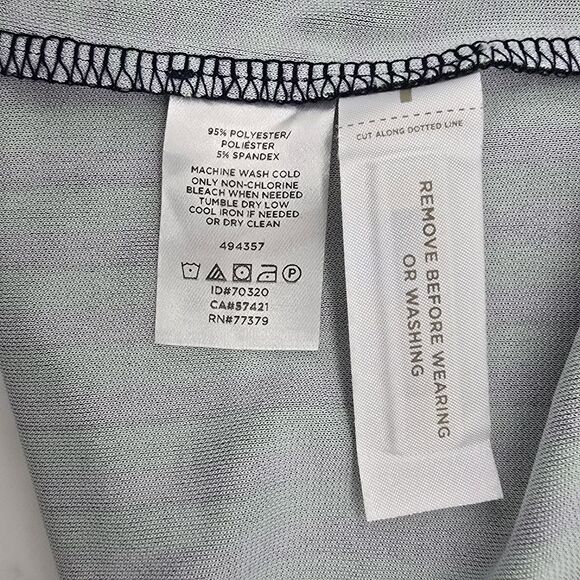 95% POLYESTER/
POLIÉSTER
5% SPANDEX
MACHINE WASH COLD
ONLY NON-CHLORINE
BLEACH WHEN NEEDED
TUMBLE DRY LOW
COOL IRON IF NEEDED
OR DRY CLEAN
494357
P
ID#70320
CA#57421
RN#77379
CUT ALONG DOTTED LINE
REMOVE BEFORE WEARING
OR WASHING